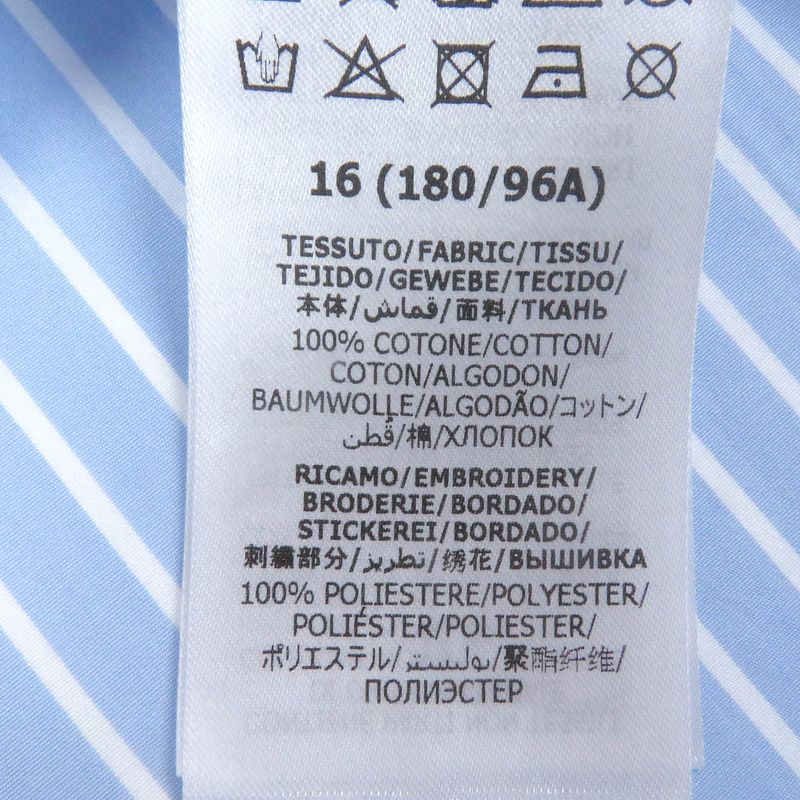 16 (180/96A)
TESSUTO/FABRIC/TISSU/
TEJIDO/GEWEBE/TECIDO/
本体/قماش/面料/ТКАНЬ
100% COTONE/COTTON/
COTON/ALGODON/
BAUMWOLLE/ALGODÃO/コットン/
قُطن/棉/ХЛОПОК
RICAMO/EMBROIDERY/
BRODERIE/BORDADO/
STICKEREI/BORDADO/
刺繍部分/تطريز/绣花/ВЫШИВКА
100% POLIESTERE/POLYESTER/
POLIÉSTER/POLIESTER/
ポリエステル/بوليستر/聚酯纤维/
ПОЛИЭСТЕР